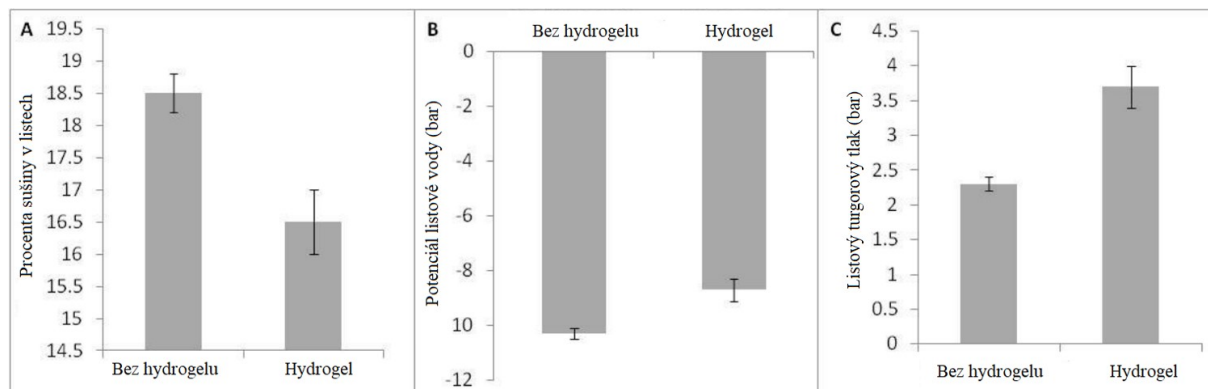 A
Procenta sušiny v listech
19.5
19
18.5
18
17.5
17
16.5
16
15.5
15
14.5
Bez hydrogelu
Hydrogel
B
Bez hydrogelu
Hydrogel
Potenciál listové vody (bar)
0
-2
-4
-6
-8
10
-12
C
Listový turgorový tlak (bar)
4.5
4
3.5
3
2.5
2
1.5
1
0.5
0
Bez hydrogelu
Hydrogel